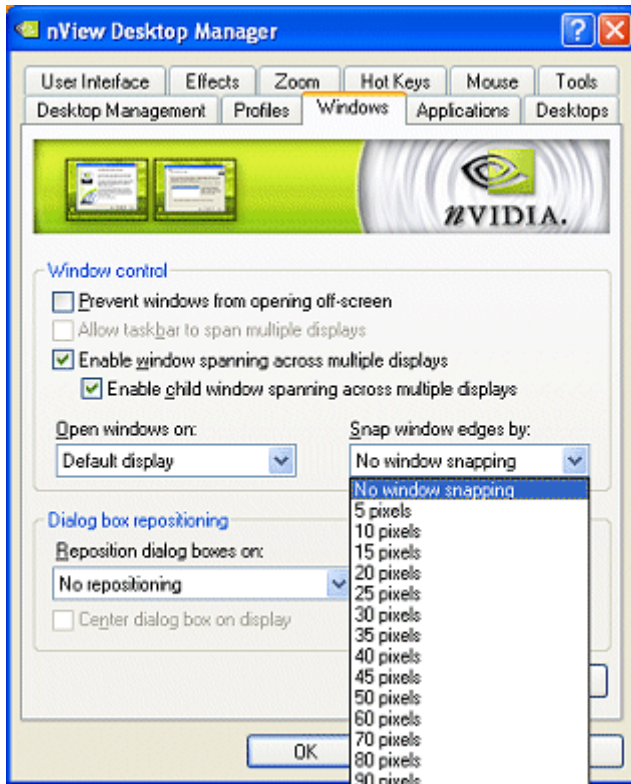 nView Desktop Manager
User Interface Effects Zoom Hot Keys Mouse Tools
Desktop Management Profiles Windows Applications Desktops
nVIDIA.
Window control
Prevent windows from opening off-screen
Allow taskbar to span multiple displays
Enable window spanning across multiple displays
Enable child window spanning across multiple displays
Open windows on: Snap window edges by:
Default display No window snapping
No window snapping
5 pixels
Dialog box repositioning
10 pixels
15 pixels
Reposition dialog boxes on:
20 pixels
No repositioning
25 pixels
30 pixels
Center dialog box on display
35 pixels
40 pixels
45 pixels
50 pixels
60 pixels
70 pixels
OK
80 pixels
90 pixels